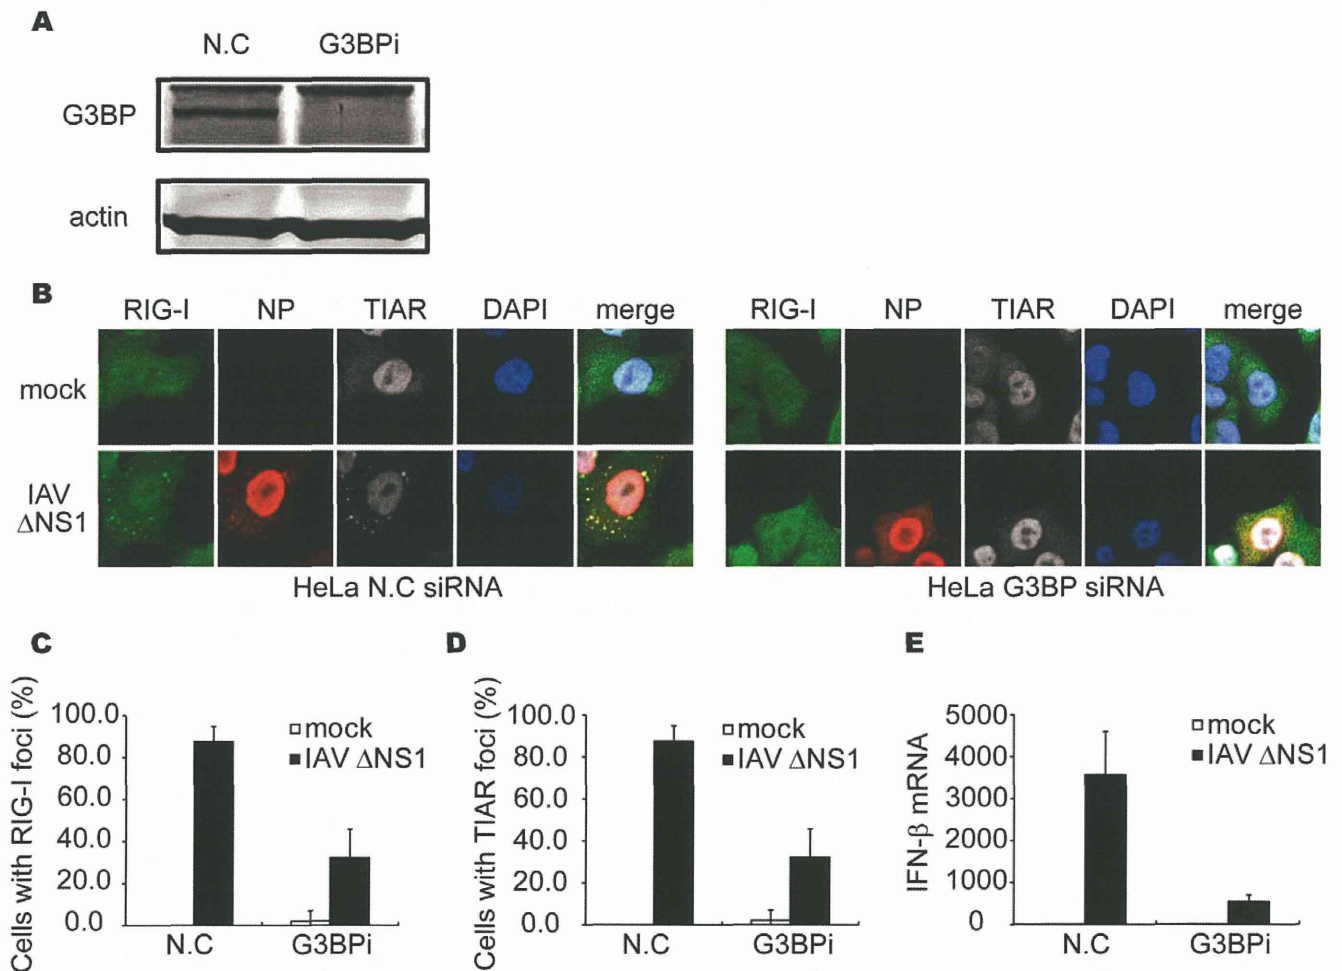 A
N.C G3BPi
G3BP
actin
B
RIG-I NP TIAR DAPI merge RIG-I NP TIAR DAPI merge
mock
IAV
ΔNS1
HeLa N.C siRNA HeLa G3BP siRNA
C
Cells with RIG-I foci (%)
100.0
80.0
60.0
40.0
20.0
0.0
mock
IAV ΔNS1
N.C G3BPi
D
Cells with TIAR foci (%)
100.0
80.0
60.0
40.0
20.0
0.0
mock
IAV ΔNS1
N.C G3BPi
E
IFN-β mRNA
5000
4000
3000
2000
1000
0
mock
IAV ΔNS1
N.C G3BPi